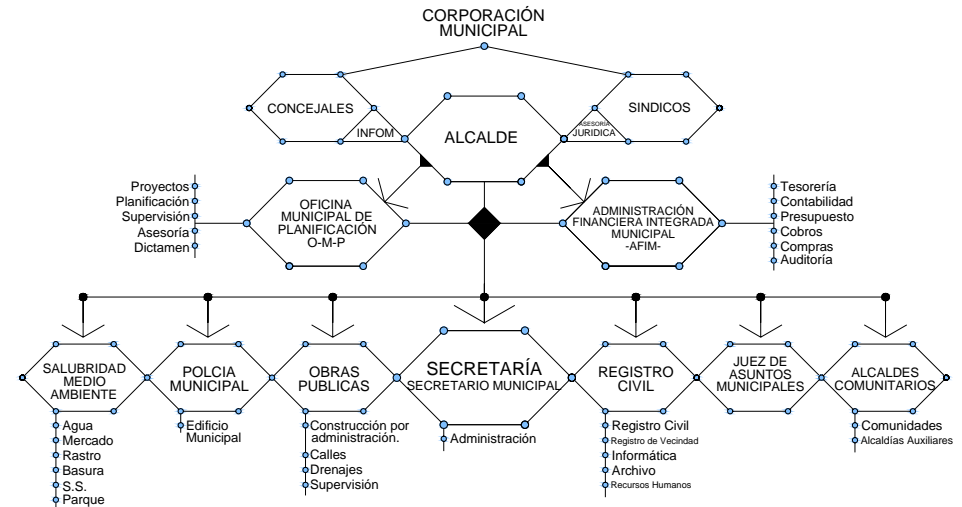 CORPORACIÓN
MUNICIPAL
CONCEJALES
INFOM
ALCALDE
ASESORÍA
JURIDICA
SINDICOS
Proyectos
Planificación
Supervisión
Asesoría
Dictamen
OFICINA
MUNICIPAL DE
PLANIFICACIÓN
O-M-P
ADMINISTRACIÓN
FINANCIERA INTEGRADA
MUNICIPAL
-AFIM-
Tesorería
Contabilidad
Presupuesto
Cobros
Compras
Auditoría
SALUBRIDAD
MEDIO
AMBIENTE
POLCIA
MUNICIPAL
OBRAS
PUBLICAS
SECRETARÍA
SECRETARIO MUNICIPAL
REGISTRO
CIVIL
JUEZ DE
ASUNTOS
MUNICIPALES
ALCALDES
COMUNITARIOS
Agua
Mercado
Rastro
Basura
S.S.
Parque
Edificio
Municipal
Construcción por
administración.
Calles
Drenajes
Supervisión
Administración
Registro Civil
Registro de Vecindad
Informática
Archivo
Recursos Humanos
Comunidades
Alcaldías Auxiliares